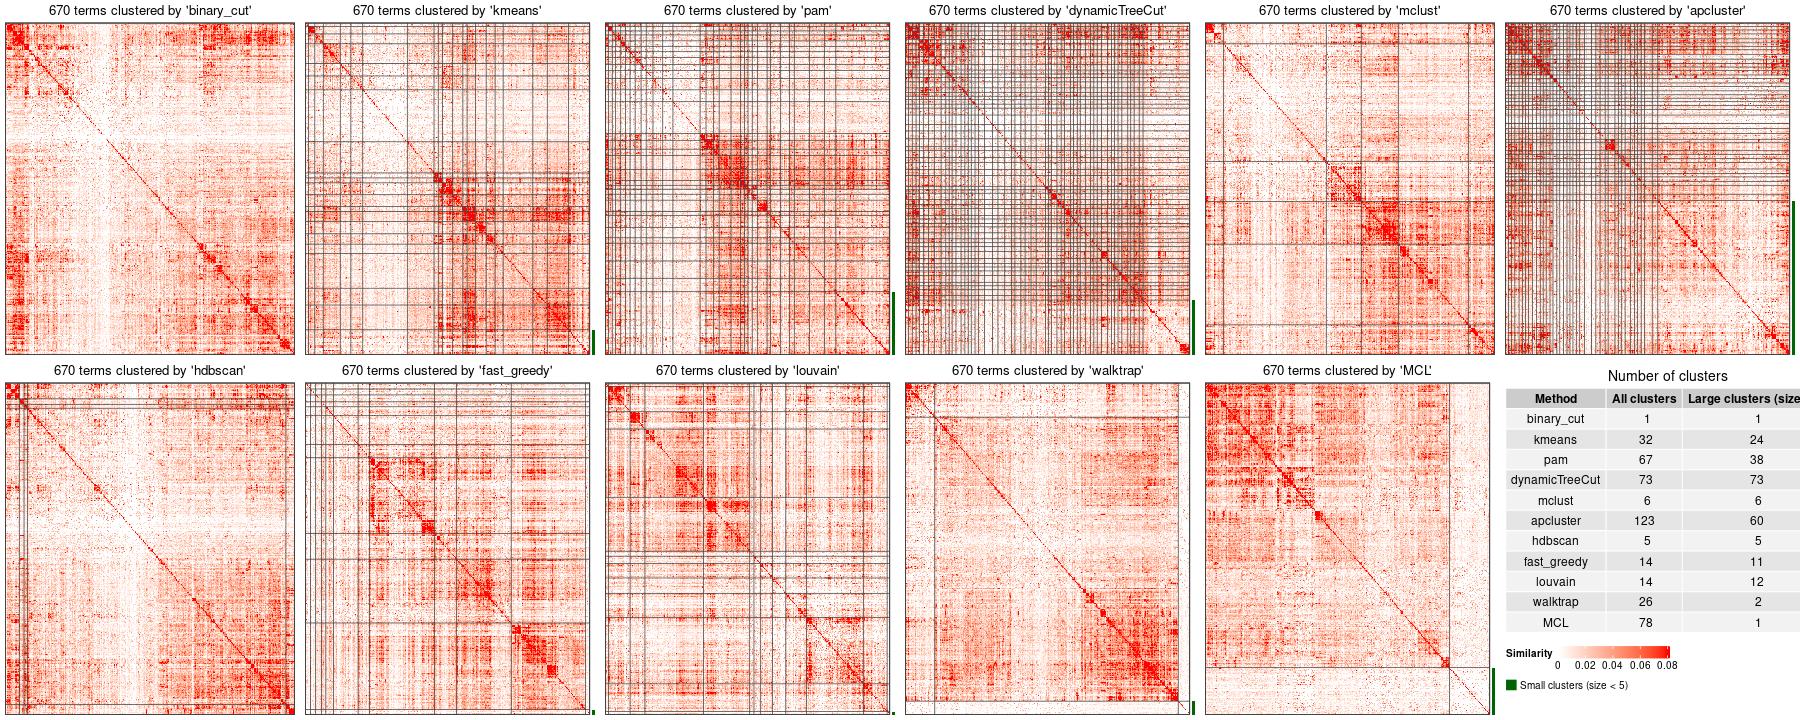 670 terms clustered by 'binary_cut'
670 terms clustered by 'kmeans'
670 terms clustered by 'pam'
670 terms clustered by 'dynamicTreeCut'
670 terms clustered by 'mclust'
670 terms clustered by 'apcluster'
670 terms clustered by 'hdbscan'
670 terms clustered by 'fast_greedy'
670 terms clustered by 'louvain'
670 terms clustered by 'walktrap'
670 terms clustered by 'MCL'
Number of clusters
Method All clusters Large clusters (size
binary_cut 1 1
kmeans 32 24
pam 67 38
dynamicTreeCut 73 73
mclust 6 6
apcluster 123 60
hdbscan 5 5
fast_greedy 14 11
louvain 14 12
walktrap 26 2
MCL 78 1
Similarity
0 0.02 0.04 0.06 0.08
Small clusters (size < 5)